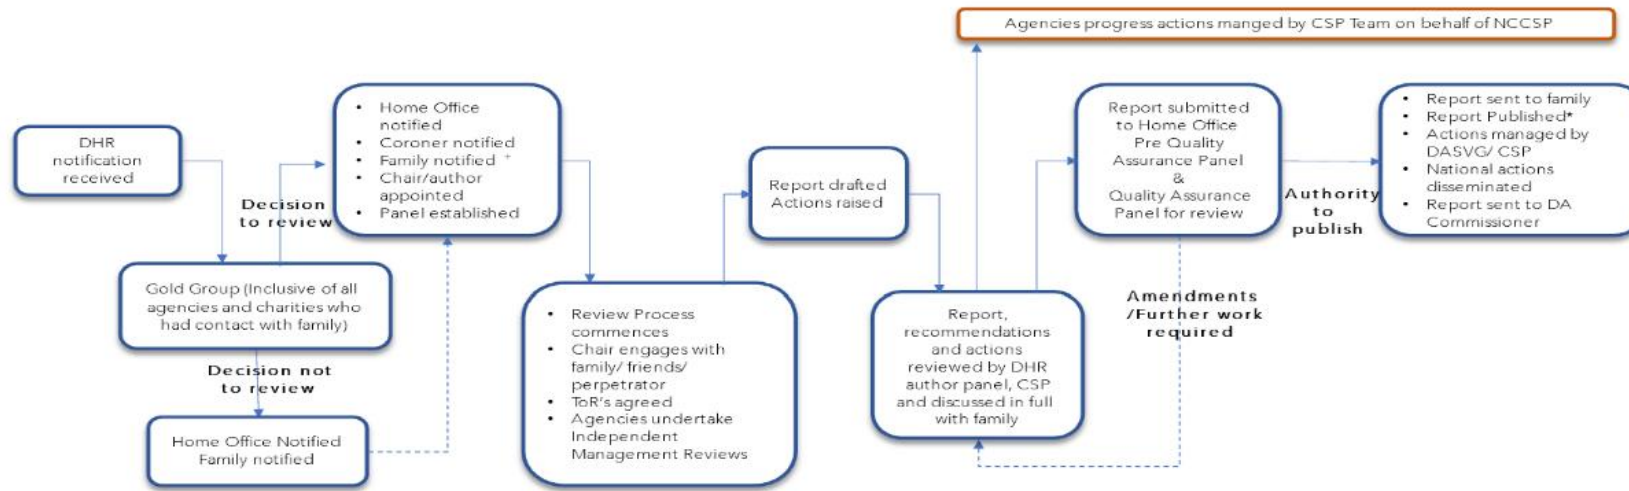 Agencies progress actions manged by CSP Team on behalf of NCCSP
DHR
notification
received
Decision
to review
Gold Group (Inclusive of all
agencies and charities who
had contact with family)
Decision not
to review
Home Office Notified
Family notified
• Home Office
notified
• Coroner notified
• Family notified +
• Chair/author
appointed
• Panel established
• Review Process
commences
• Chair engages with
family/ friends/
perpetrator
• ToR's agreed
• Agencies undertake
Independent
Management Reviews
Report drafted
Actions raised
Report,
recommendations
and actions
reviewed by DHR
author panel, CSP
and discussed in full
with family
Report submitted
to Home Office
Pre Quality
Assurance Panel
&
Quality Assurance
Panel for review
Amendments
/Further work
required
Authority
to
publish
• Report sent to family
• Report Published*
• Actions managed by
DASVG/ CSP
• National actions
disseminated
• Report sent to DA
Commissioner